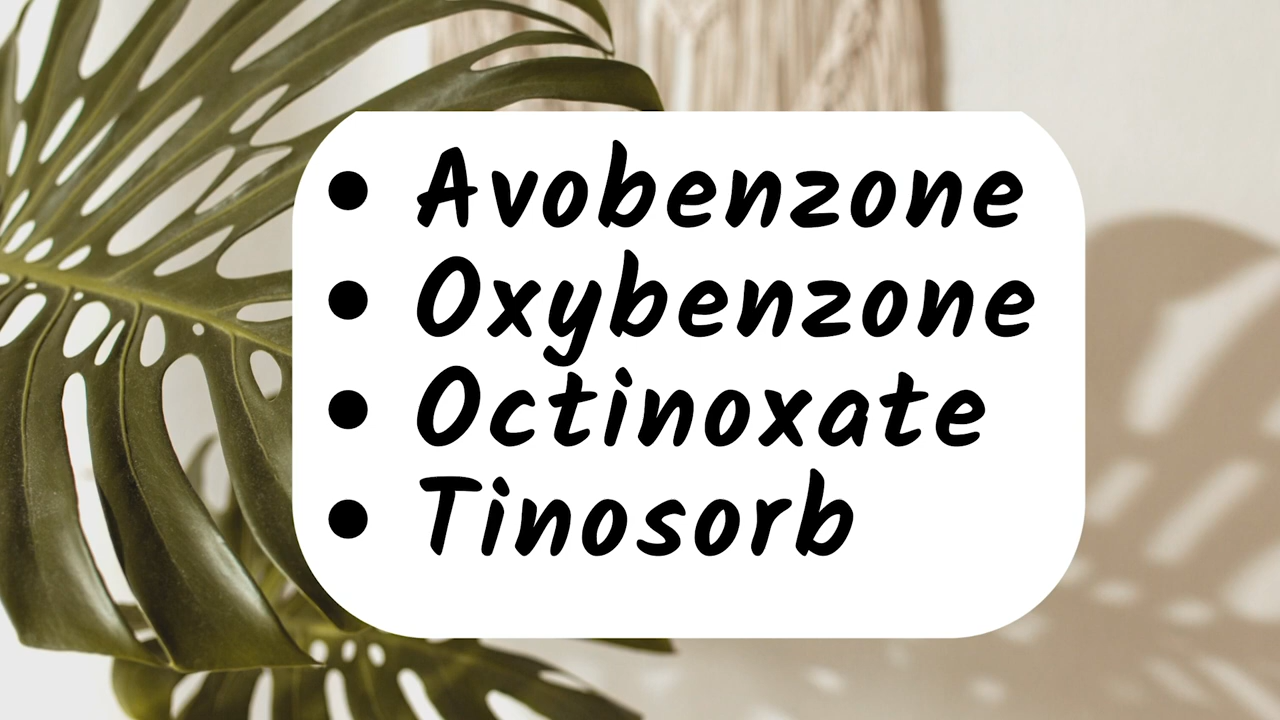 • Avobenzone
• Oxybenzone
• Octinoxate
• Tinosorb